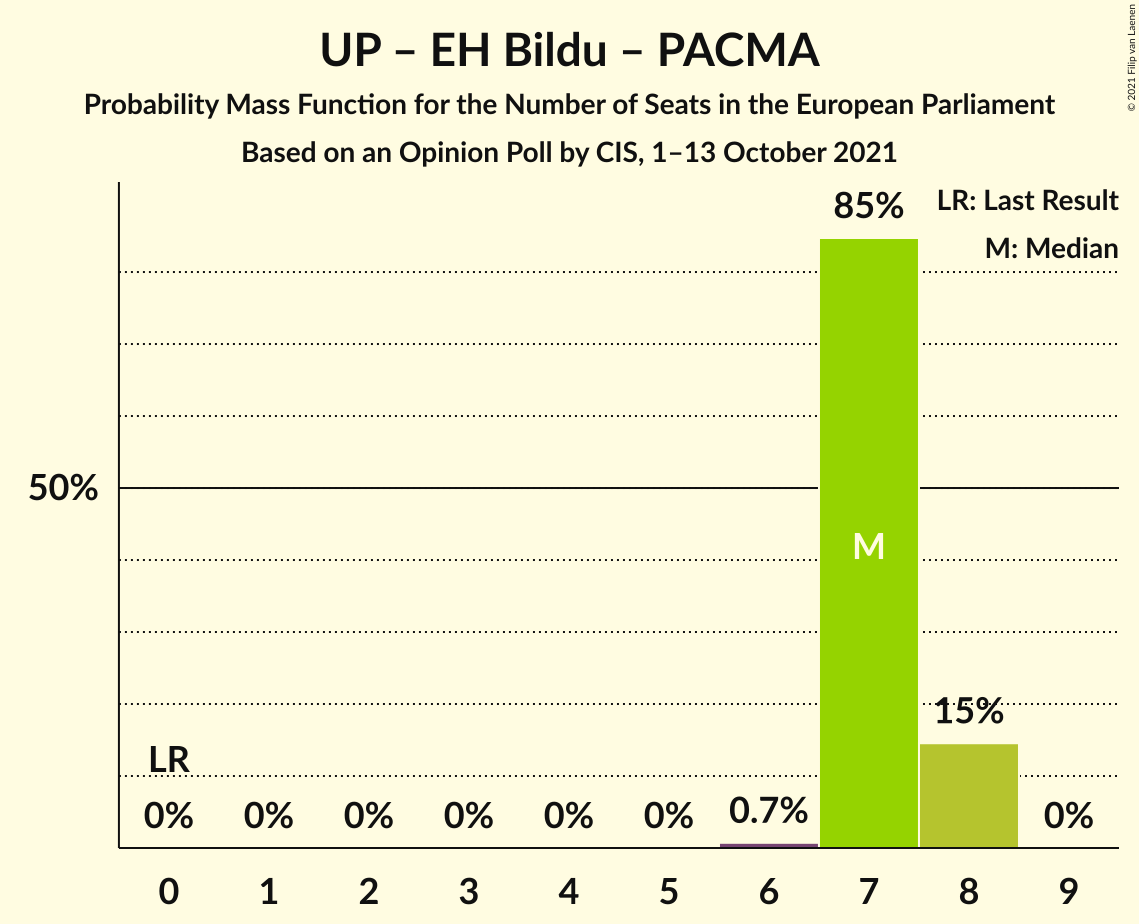 UP – EH Bildu – PACMA
Probability Mass Function for the Number of Seats in the European Parliament
Based on an Opinion Poll by CIS, 1–13 October 2021
© 2021 Filip van Laenen
LR: Last Result
M: Median
85%
50%
M
15%
LR
0% 0% 0% 0% 0% 0% 0.7% 0%
0 1 2 3 4 5 6 7 8 9